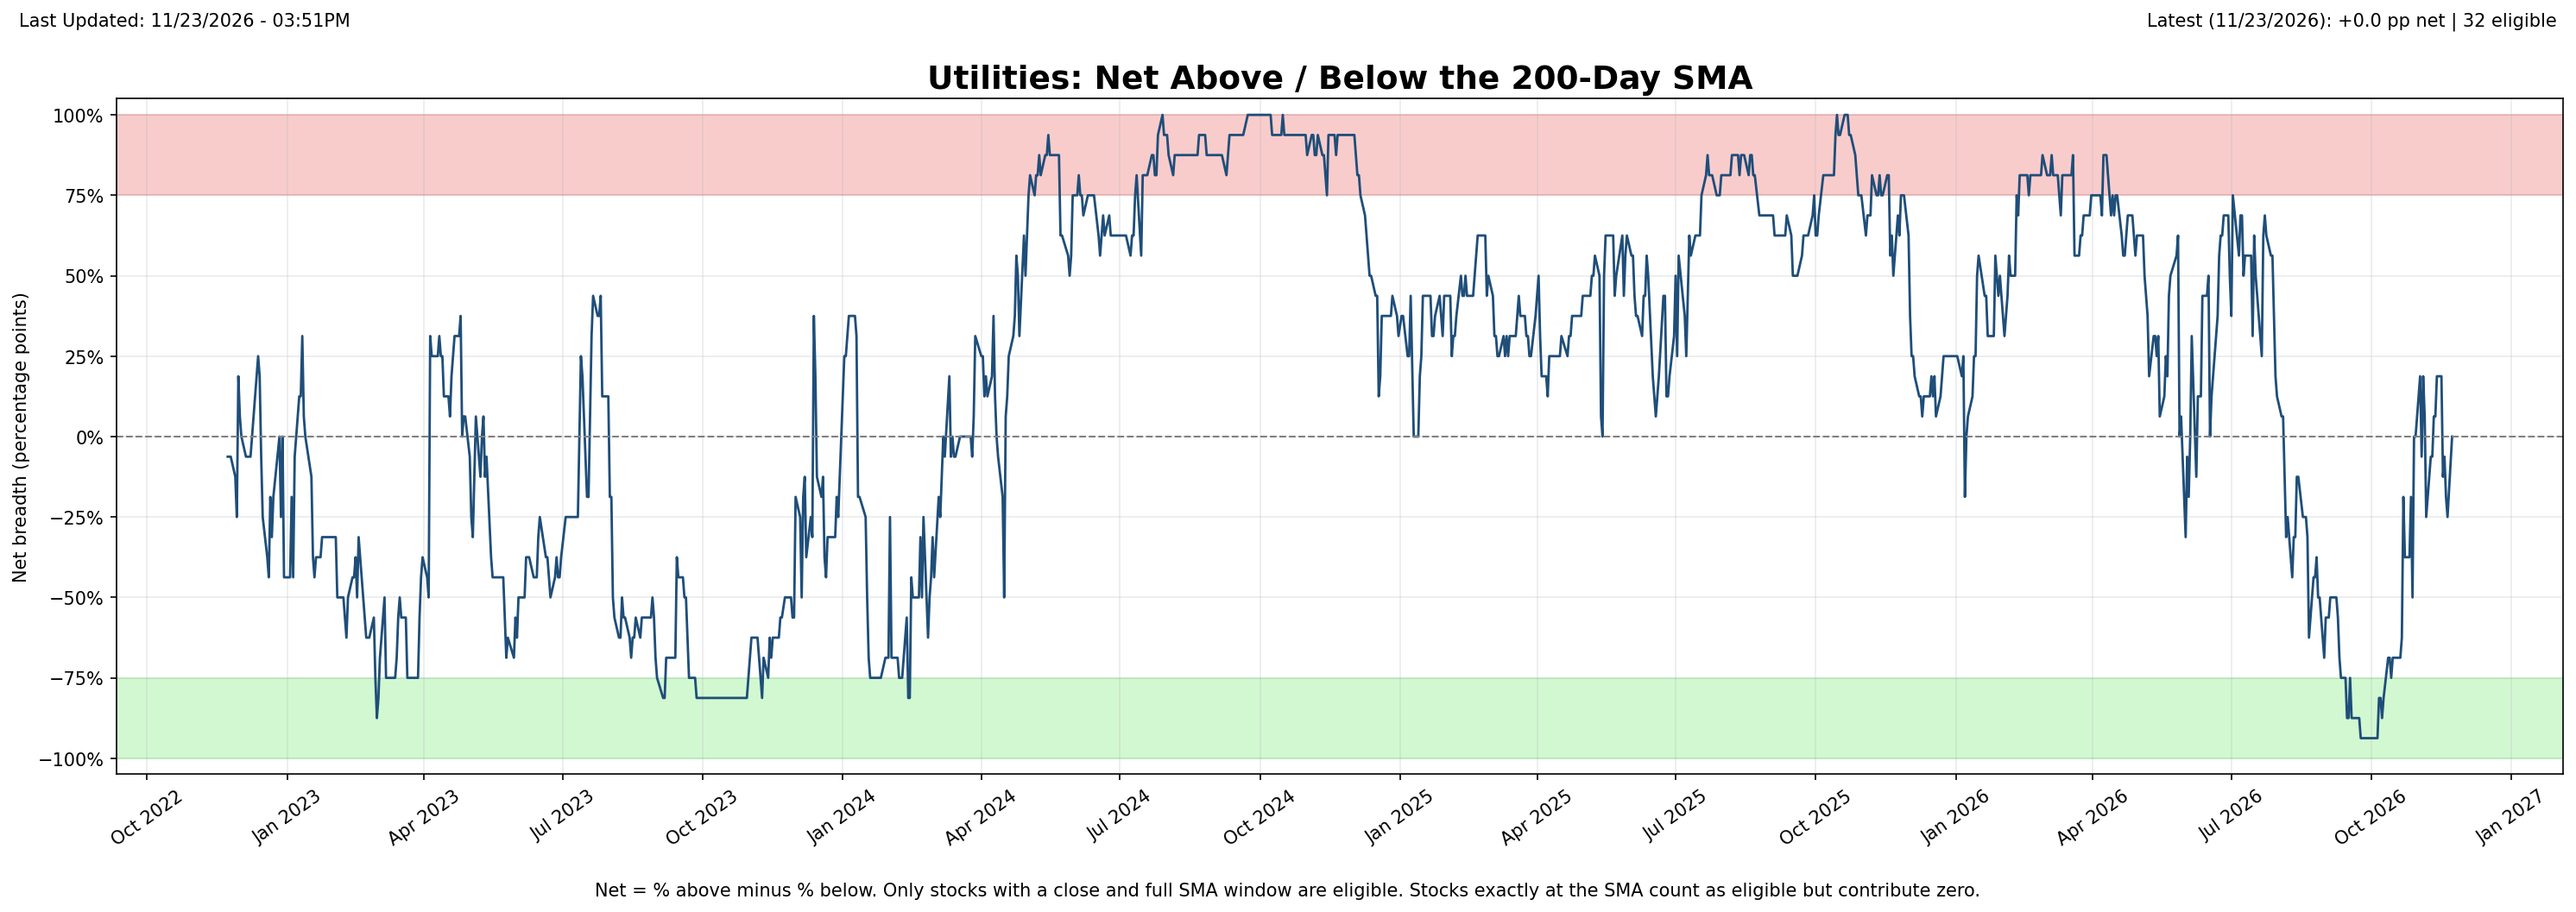 Last Updated: 11/23/2026 - 03:51PM
Latest (11/23/2026): +0.0 pp net | 32 eligible
Utilities: Net Above / Below the 200-Day SMA
Net breadth (percentage points)
100%
75%
50%
25%
0%
−25%
−50%
−75%
−100%
Oct 2022
Jan 2023
Apr 2023
Jul 2023
Oct 2023
Jan 2024
Apr 2024
Jul 2024
Oct 2024
Jan 2025
Apr 2025
Jul 2025
Oct 2025
Jan 2026
Apr 2026
Jul 2026
Oct 2026
Jan 2027
Net = % above minus % below. Only stocks with a close and full SMA window are eligible. Stocks exactly at the SMA count as eligible but contribute zero.